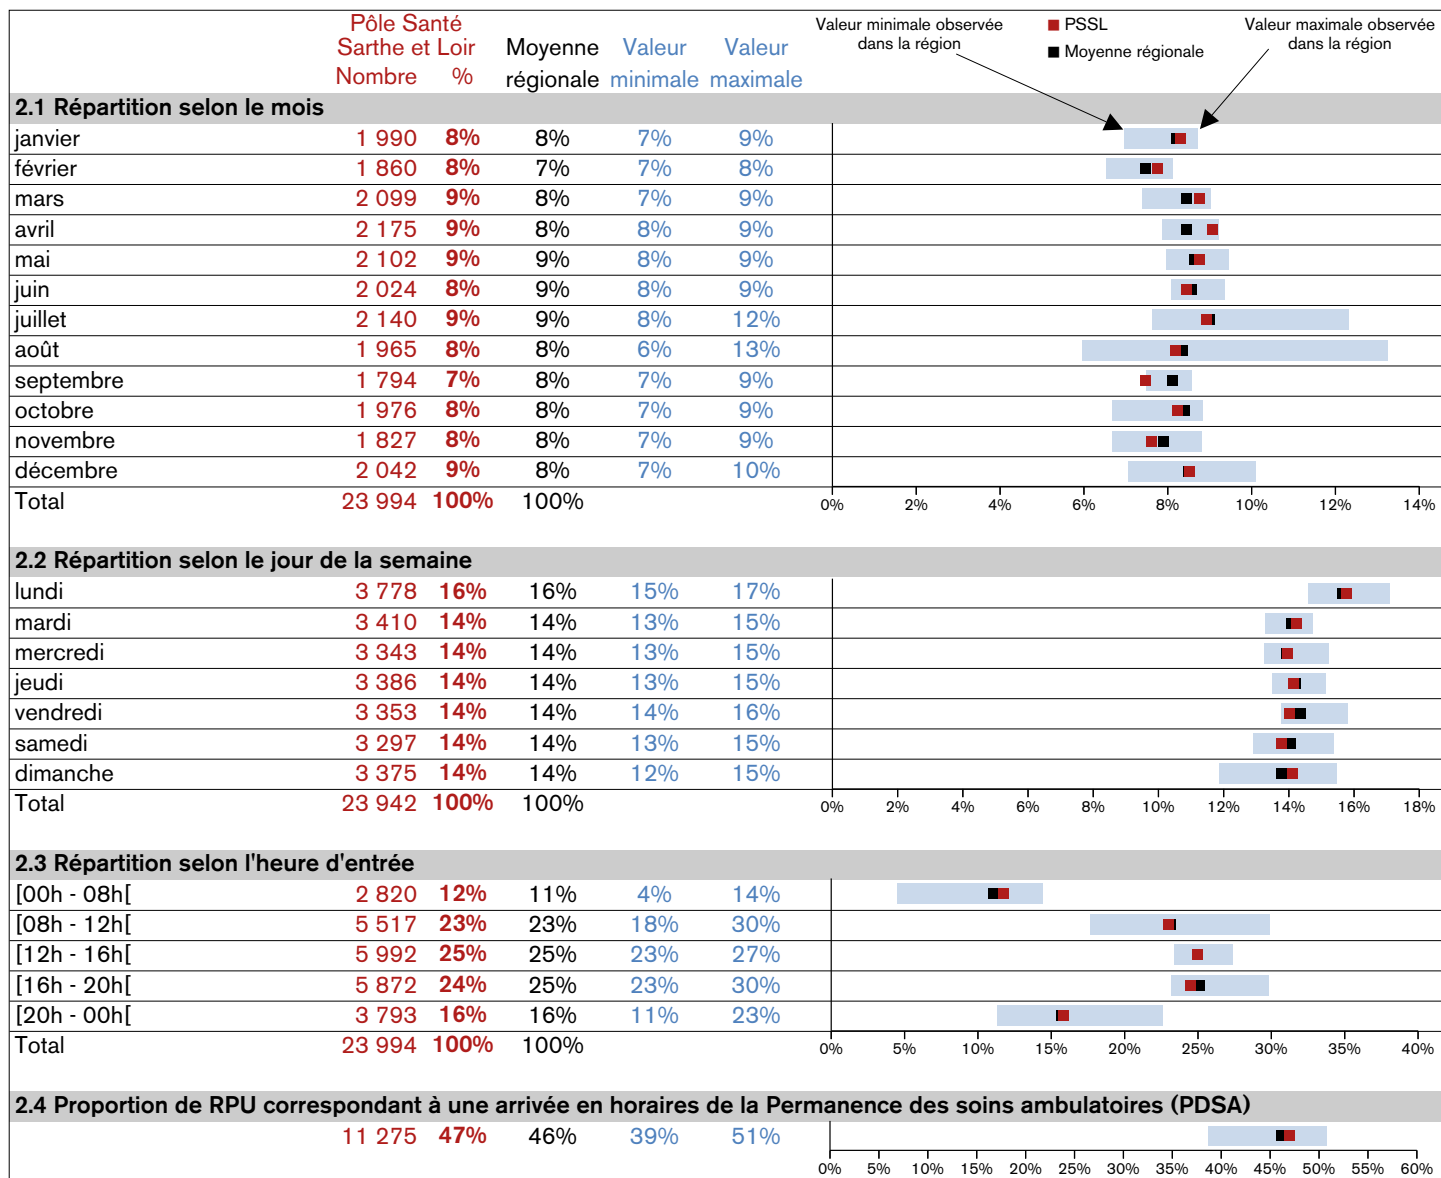 Pôle Santé
Sarthe et Loir
Nombre %
Moyenne régionale
Valeur minimale
Valeur maximale
Valeur minimale observée dans la région
PSSL
Moyenne régionale
Valeur maximale observée dans la région
2.1 Répartition selon le mois
janvier 1 990 8% 8% 7% 9%
février 1 860 8% 7% 7% 8%
mars 2 099 9% 8% 7% 9%
avril 2 175 9% 8% 8% 9%
mai 2 102 9% 9% 8% 9%
juin 2 024 8% 9% 8% 9%
juillet 2 140 9% 9% 8% 12%
août 1 965 8% 8% 6% 13%
septembre 1 794 7% 8% 7% 9%
octobre 1 976 8% 8% 7% 9%
novembre 1 827 8% 8% 7% 9%
décembre 2 042 9% 8% 7% 10%
Total 23 994 100% 100%
0% 2% 4% 6% 8% 10% 12% 14%
2.2 Répartition selon le jour de la semaine
lundi 3 778 16% 16% 15% 17%
mardi 3 410 14% 14% 13% 15%
mercredi 3 343 14% 14% 13% 15%
jeudi 3 386 14% 14% 13% 15%
vendredi 3 353 14% 14% 14% 16%
samedi 3 297 14% 14% 13% 15%
dimanche 3 375 14% 14% 12% 15%
Total 23 942 100% 100%
0% 2% 4% 6% 8% 10% 12% 14% 16% 18%
2.3 Répartition selon l'heure d'entrée
[00h - 08h[ 2 820 12% 11% 4% 14%
[08h - 12h[ 5 517 23% 23% 18% 30%
[12h - 16h[ 5 992 25% 25% 23% 27%
[16h - 20h[ 5 872 24% 25% 23% 30%
[20h - 00h[ 3 793 16% 16% 11% 23%
Total 23 994 100% 100%
0% 5% 10% 15% 20% 25% 30% 35% 40%
2.4 Proportion de RPU correspondant à une arrivée en horaires de la Permanence des soins ambulatoires (PDSA)
11 275 47% 46% 39% 51%
0% 5% 10% 15% 20% 25% 30% 35% 40% 45% 50% 55% 60%